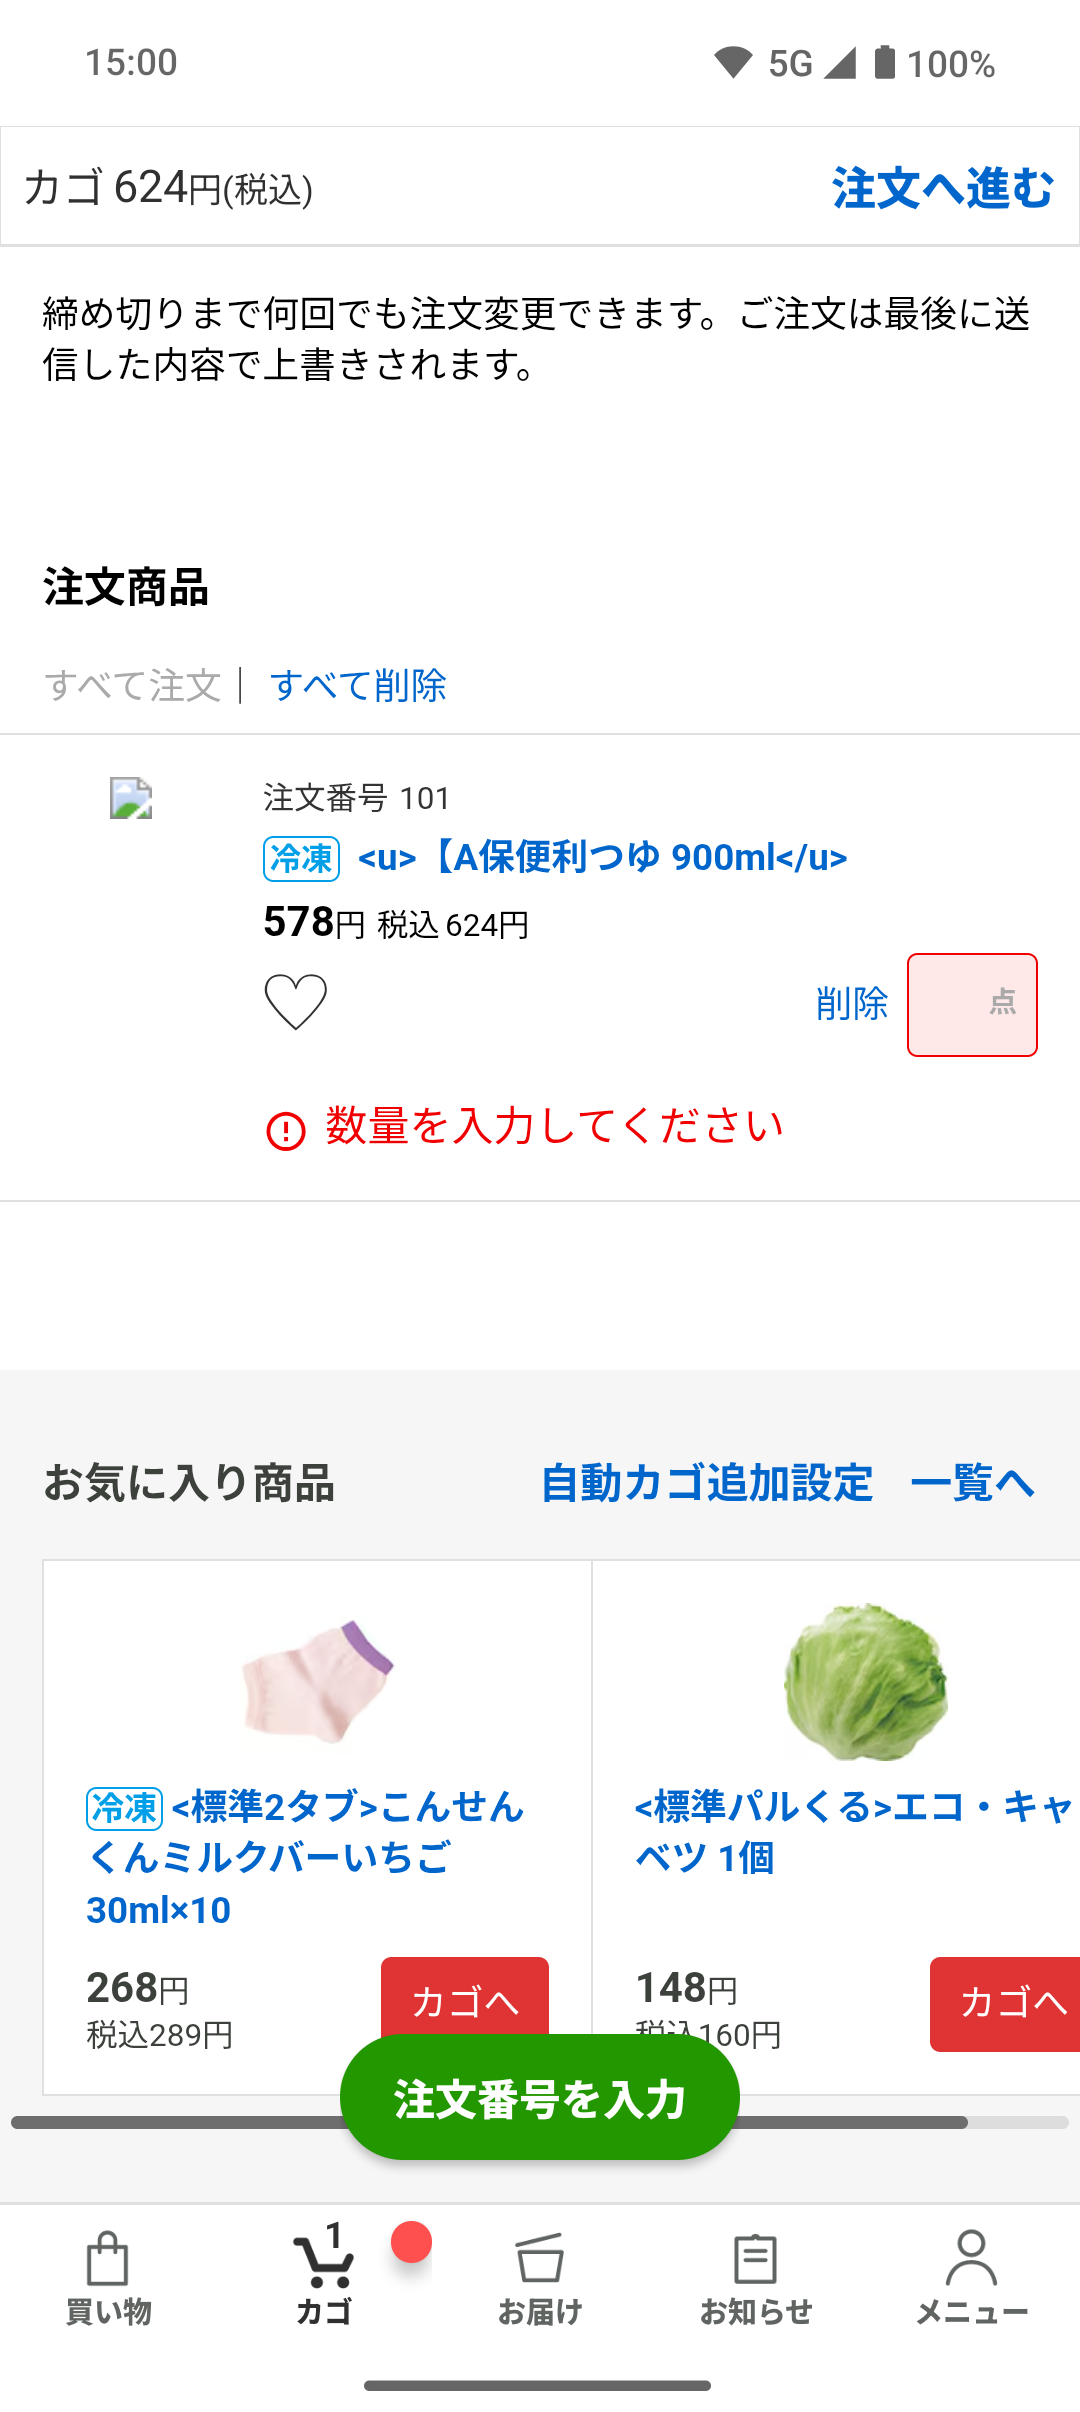 15:00
5G 100%
カゴ 624円(税込)
注文へ進む
締め切りまで何回でも注文変更できます。ご注文は最後に送
信した内容で上書きされます。
注文商品
すべて注文 | すべて削除
注文番号 101
冷凍 <u>【A保便利つゆ 900ml</u>
578円 税込 624円
削除
点
数量を入力してください
お気に入り商品
自動カゴ追加設定 一覧へ
冷凍 <標準2タブ>こんせん
くんミルクバーいちご
30ml×10
268円
税込289円
カゴへ
<標準パルくる>エコ・キャ
ベツ 1個
148円
税込160円
カゴへ
注文番号を入力
買い物
1
カゴ
お届け
お知らせ
メニュー